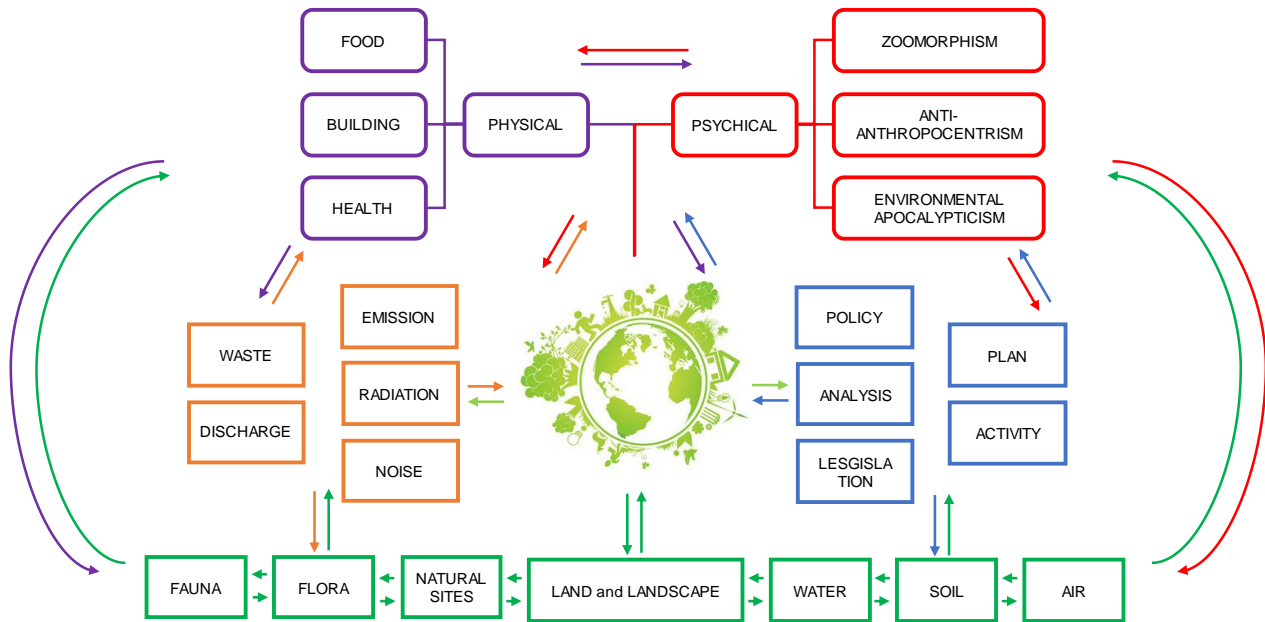 FOOD
ZOOMORPHISM
BUILDING
PHYSICAL
PSYCHICAL
ANTI-
ANTHROPOCENTRISM
HEALTH
ENVIRONMENTAL
APOCALYPTICISM
EMISSION
POLICY
WASTE
PLAN
RADIATION
ANALYSIS
DISCHARGE
ACTIVITY
NOISE
LESGISLA
TION
FAUNA
FLORA
NATURAL
SITES
LAND and LANDSCAPE
WATER
SOIL
AIR